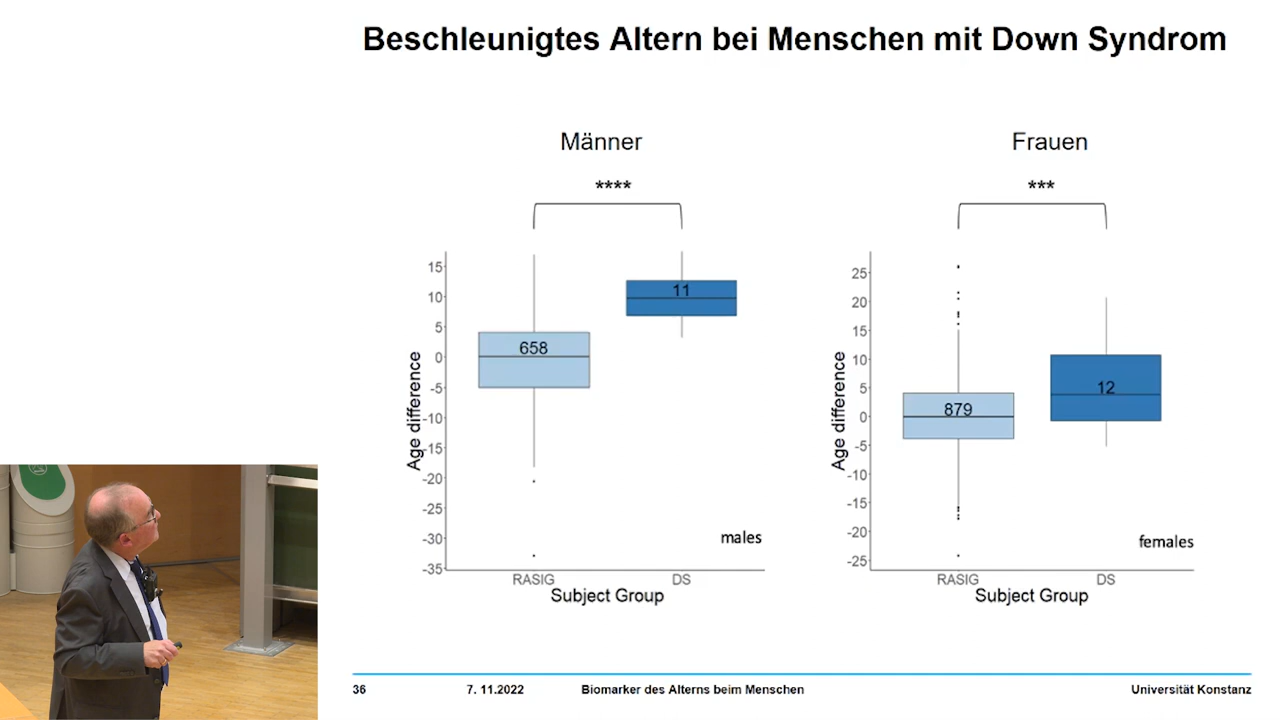 Beschleunigtes Altern bei Menschen mit Down Syndrom
Männer
****
15
10
5
0
-5
-10
-15
-20
-25
-30
-35
Age difference
658
11
males
RASIG
DS
Subject Group
Frauen
***
25
20
15
10
5
0
-5
-10
-15
-20
-25
Age difference
879
12
females
RASIG
DS
Subject Group
36
7. 11.2022
Biomarker des Alterns beim Menschen
Universität Konstanz